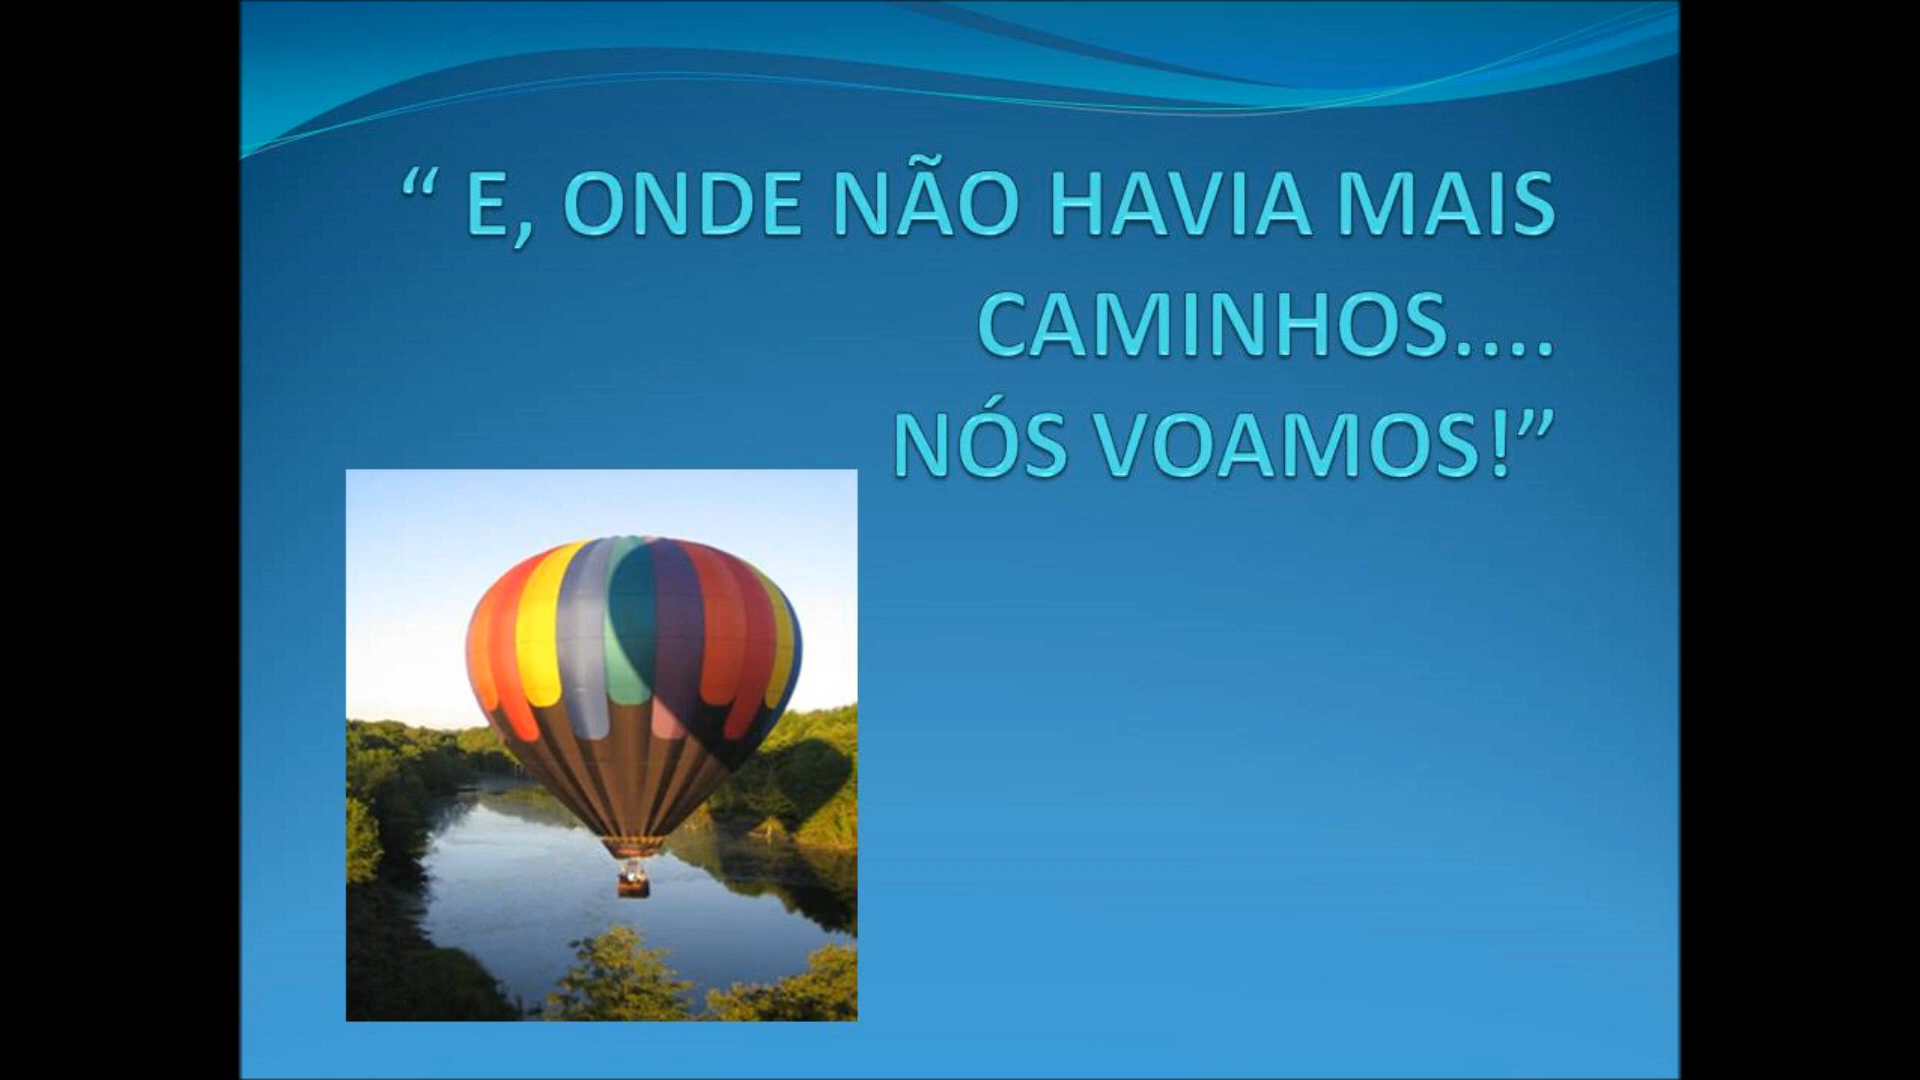 “ E, ONDE NÃO HAVIA MAIS
CAMINHOS....
NÓS VOAMOS!”